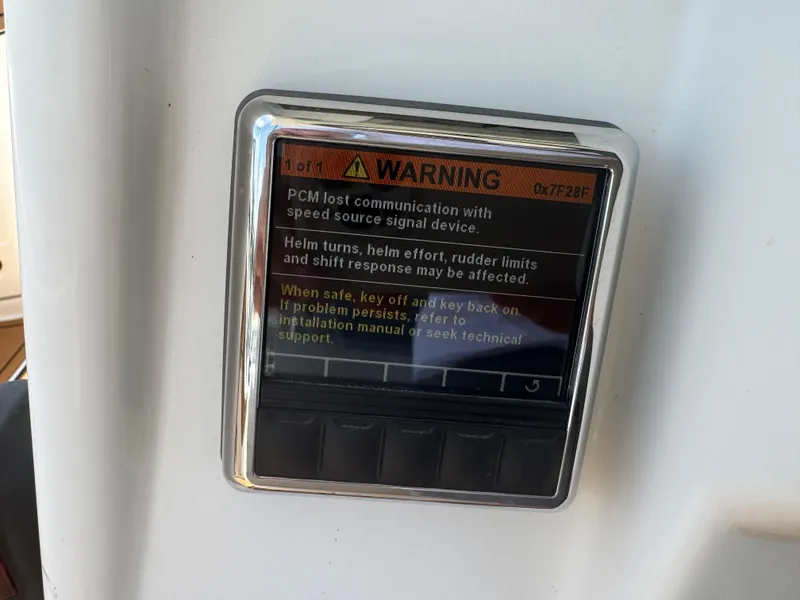 1 of 1 WARNING 0x7F28F
PCM lost communication with
speed source signal device.
Helm turns, helm effort, rudder limits
and shift response may be affected.
When safe, key off and key back on.
If problem persists, refer to
installation manual or seek technical
support.